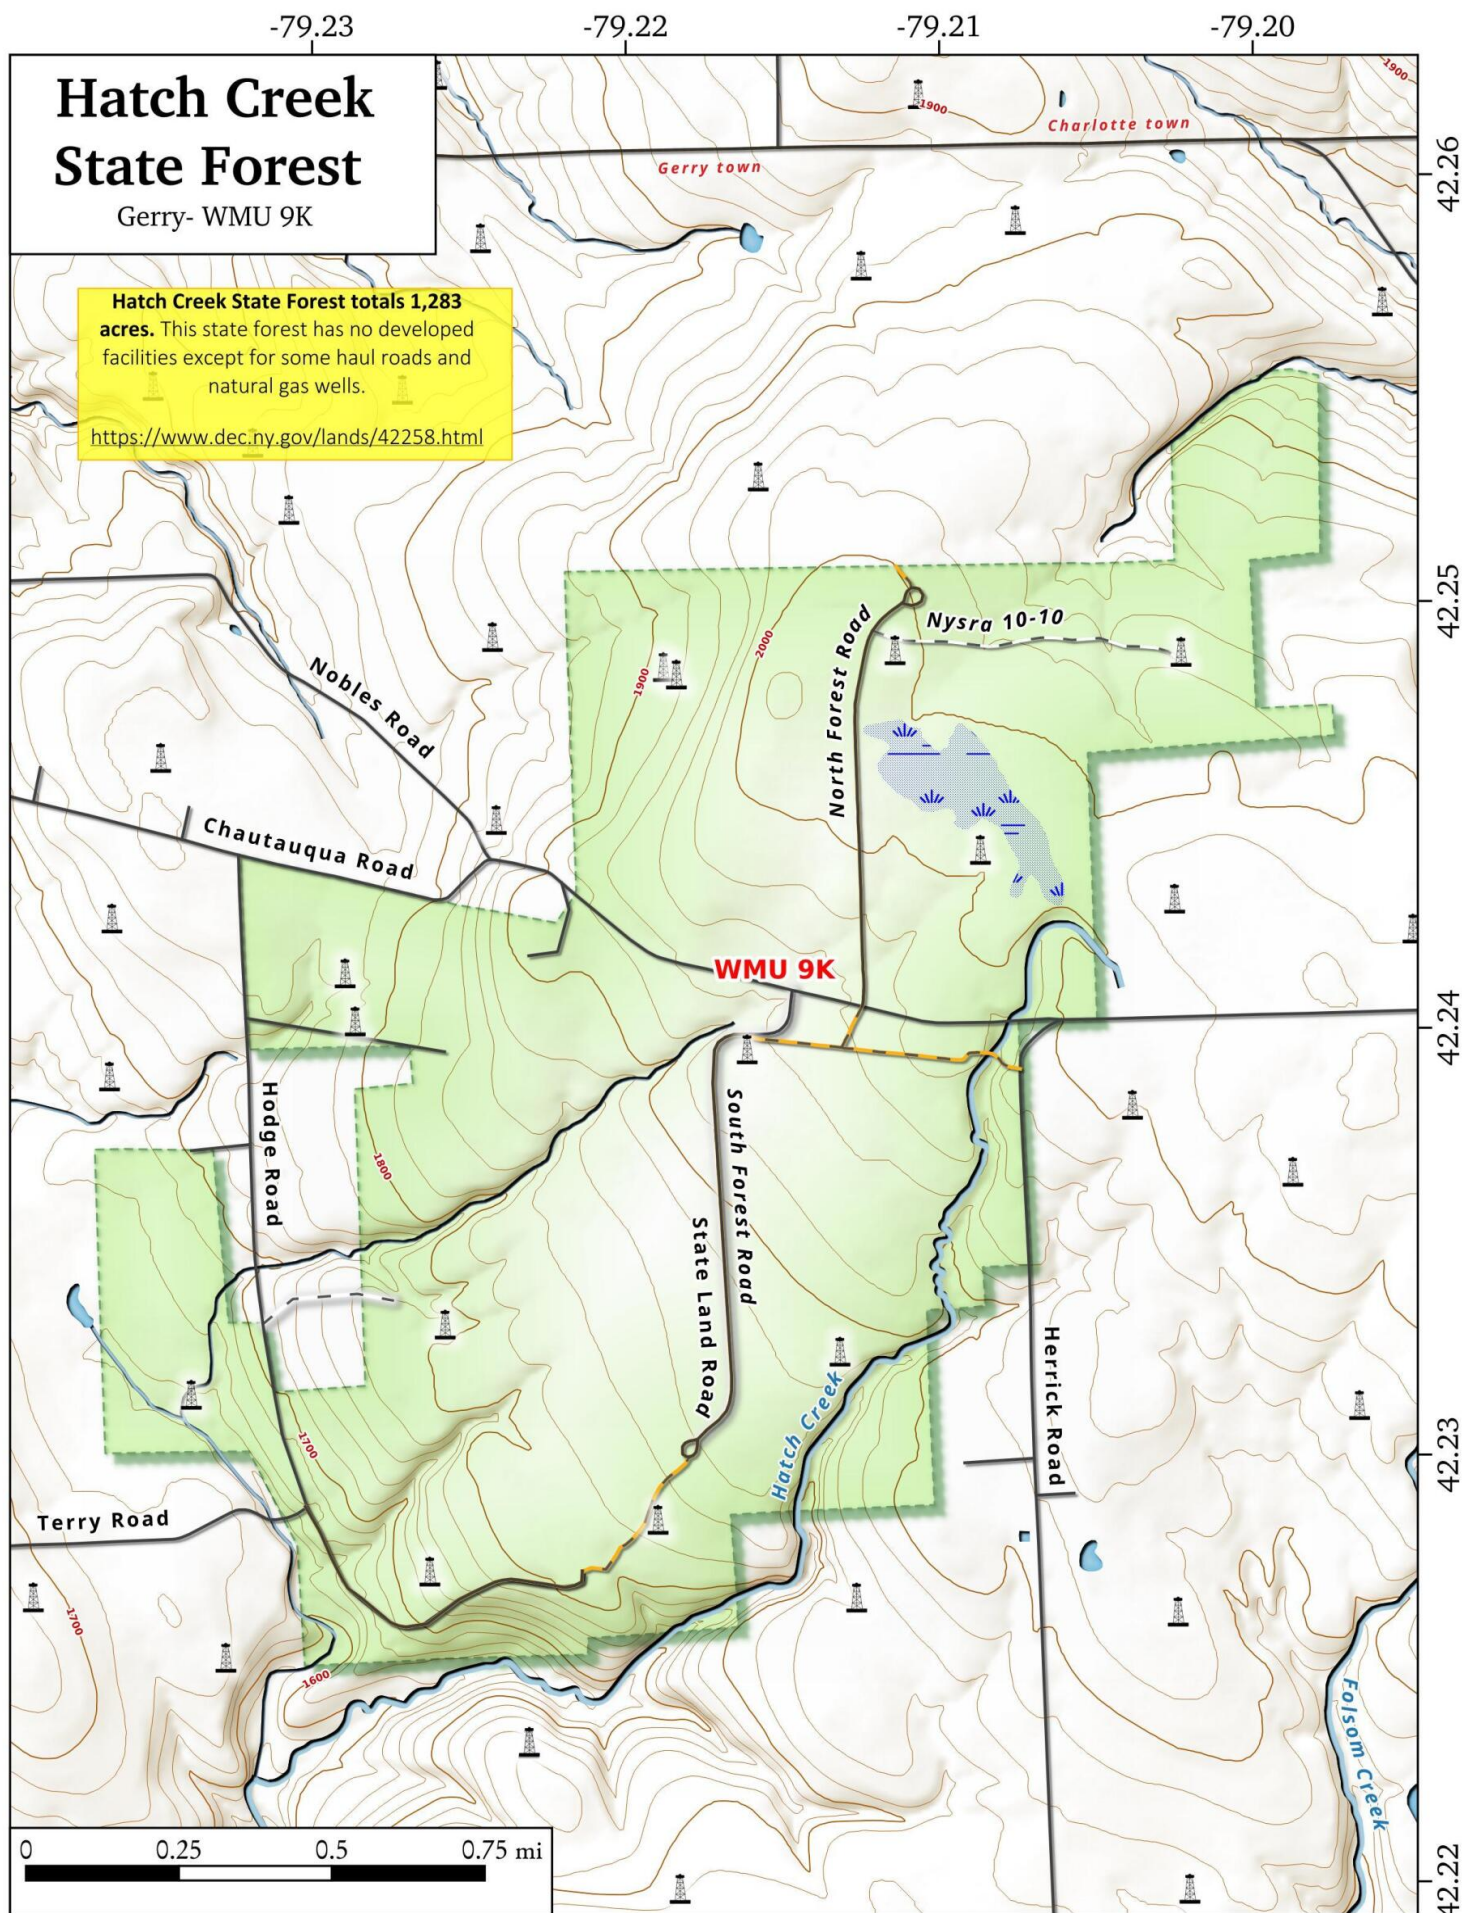 -79.23
-79.22
-79.21
-79.20
Hatch Creek
State Forest
Gerry- WMU 9K
1900
1900
Charlotte town
Gerry town
42.26
Hatch Creek State Forest totals 1,283
acres. This state forest has no developed
facilities except for some haul roads and
natural gas wells.
https://www.dec.ny.gov/lands/42258.html
42.25
Nysra 10-10
2000
1900
North Forest Road
Nobles Road
Chautauqua Road
WMU 9K
42.24
Hodge Road
1800
South Forest Road
State Land Road
Herrick Road
Hatch Creek
1700
42.23
Terry Road
1700
1600
Folsom Creek
0
0.25
0.5
0.75 mi
42.22